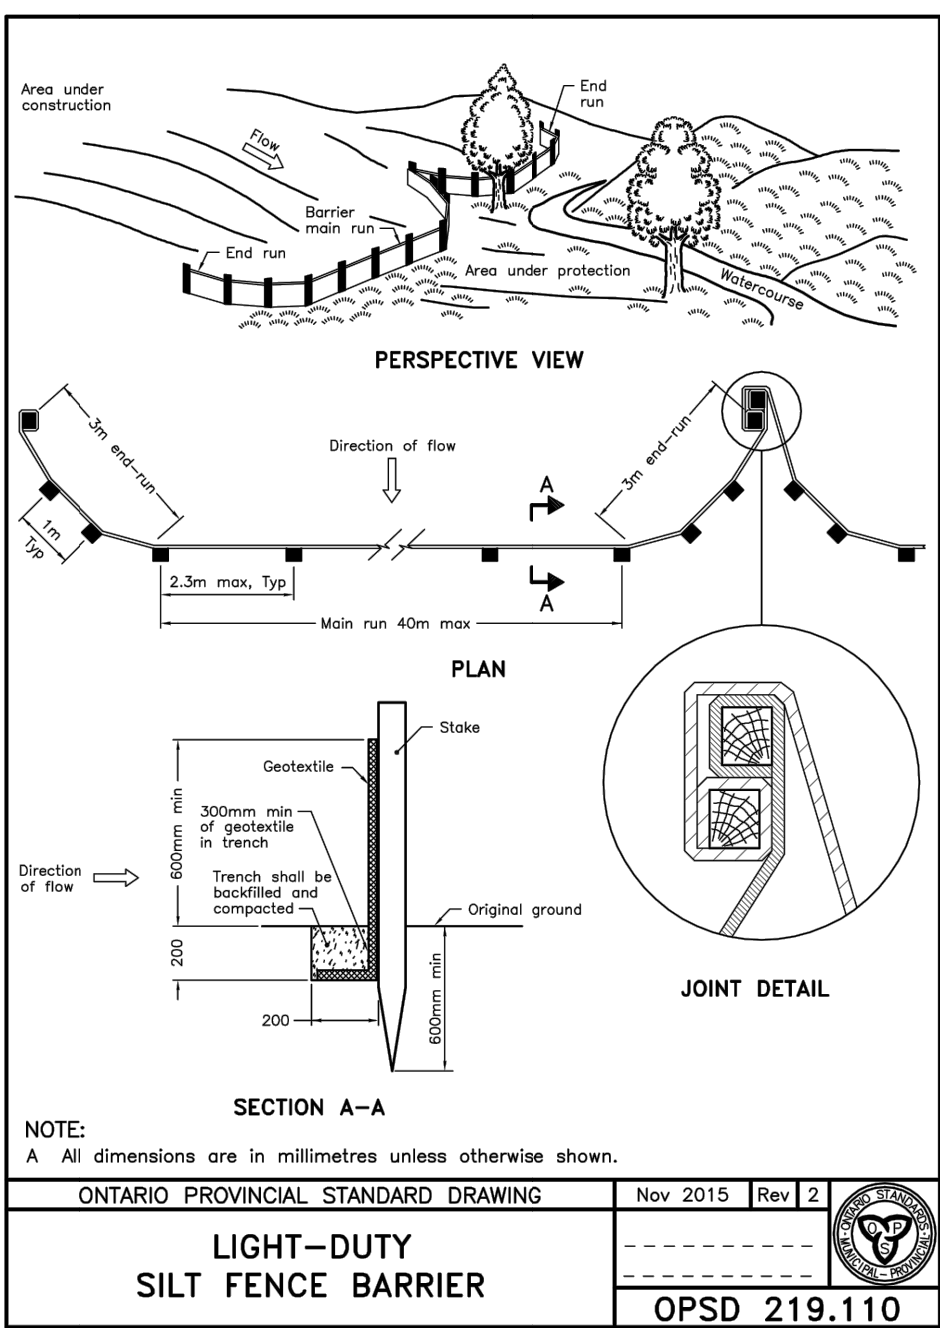 Area under
construction
Flow
End
run
Barrier
main run
End run
Area under protection
Watercourse
PERSPECTIVE VIEW
3m end-run
1m
Typ
Direction of flow
A
3m end-run
2.3m max, Typ
A
Main run 40m max
PLAN
Stake
Geotextile
600mm min
300mm min
of geotextile
in trench
Direction
of flow
Trench shall be
backfilled and
compacted
Original ground
200
600mm min
200
JOINT DETAIL
SECTION A-A
NOTE:
A All dimensions are in millimetres unless otherwise shown.
ONTARIO PROVINCIAL STANDARD DRAWING
Nov 2015
Rev
2
LIGHT-DUTY
SILT FENCE BARRIER
ONTARIO STANDARDS
MUNICIPAL-PROVINCIAL
O P
S
OPSD 219.110